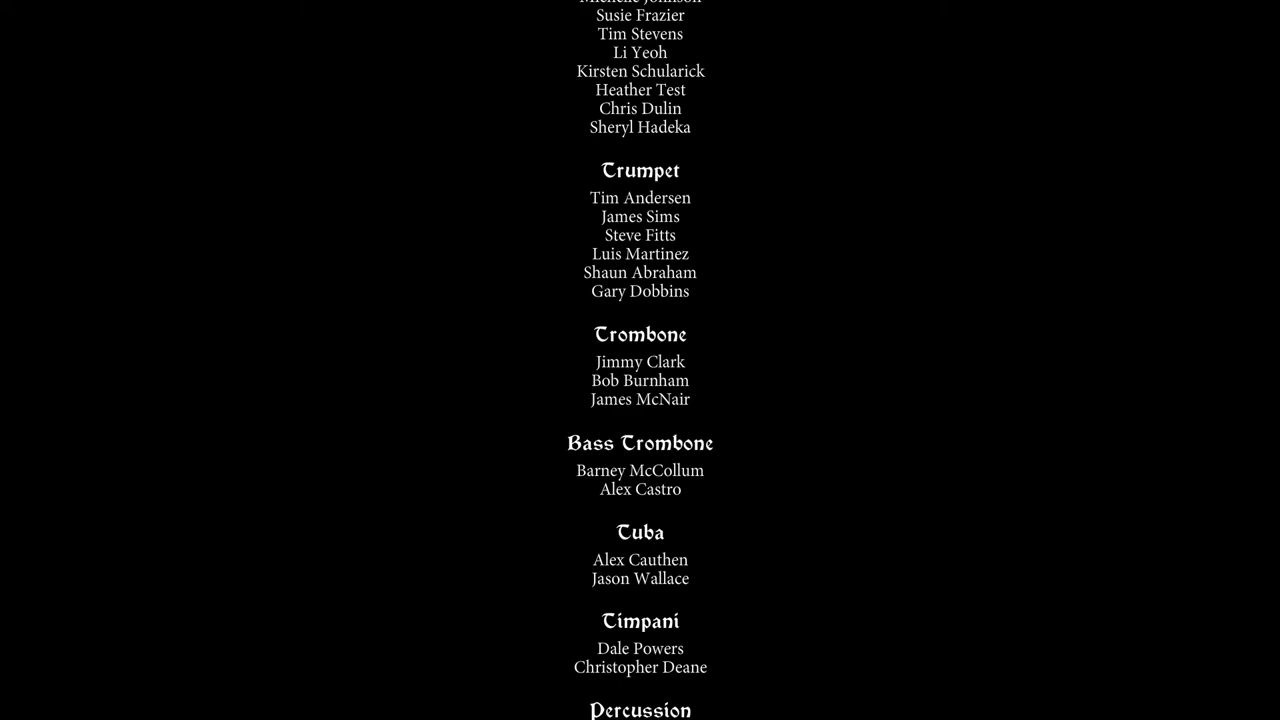 Michelle Johnson
Susie Frazier
Tim Stevens
Li Yeoh
Kirsten Schularick
Heather Test
Chris Dulin
Sheryl Hadeka
Trumpet
Tim Andersen
James Sims
Steve Fitts
Luis Martinez
Shaun Abraham
Gary Dobbins
Trombone
Jimmy Clark
Bob Burnham
James McNair
Bass Trombone
Barney McCollum
Alex Castro
Tuba
Alex Cauthen
Jason Wallace
Timpani
Dale Powers
Christopher Deane
Percussion